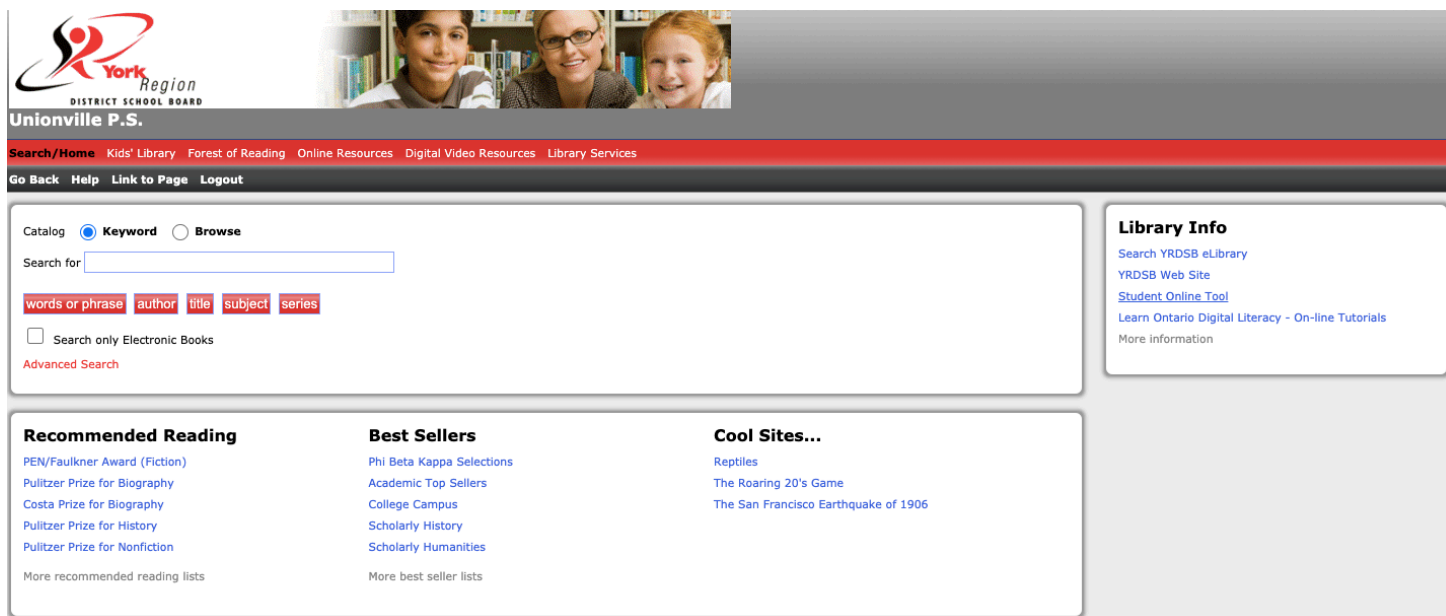 York
Region
DISTRICT SCHOOL BOARD
Unionville P.S.
Search/Home Kids' Library Forest of Reading Online Resources Digital Video Resources Library Services
Go Back Help Link to Page Logout
Catalog Keyword Browse
Search for
words or phrase author title subject series
Search only Electronic Books
Advanced Search
Library Info
Search YRDSB eLibrary
YRDSB Web Site
Student Online Tool
Learn Ontario Digital Literacy - On-line Tutorials
More information
Recommended Reading
PEN/Faulkner Award (Fiction)
Pulitzer Prize for Biography
Costa Prize for Biography
Pulitzer Prize for History
Pulitzer Prize for Nonfiction
More recommended reading lists
Best Sellers
Phi Beta Kappa Selections
Academic Top Sellers
College Campus
Scholarly History
Scholarly Humanities
More best seller lists
Cool Sites...
Reptiles
The Roaring 20's Game
The San Francisco Earthquake of 1906